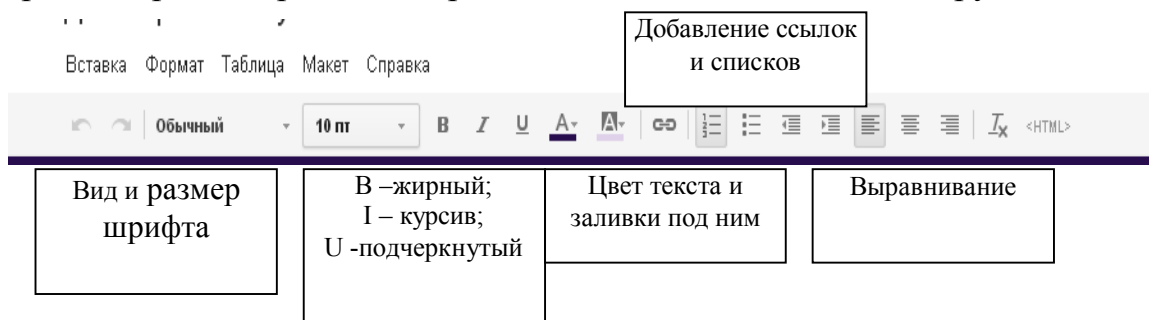 Добавление ссылок
и списков
Вставка Формат Таблица Макет Справка
Обычный 10 пт B I U A A <HTML>
Вид и размер
шрифта
B –жирный;
I – курсив;
U -подчеркнутый
Цвет текста и
заливки под ним
Выравнивание